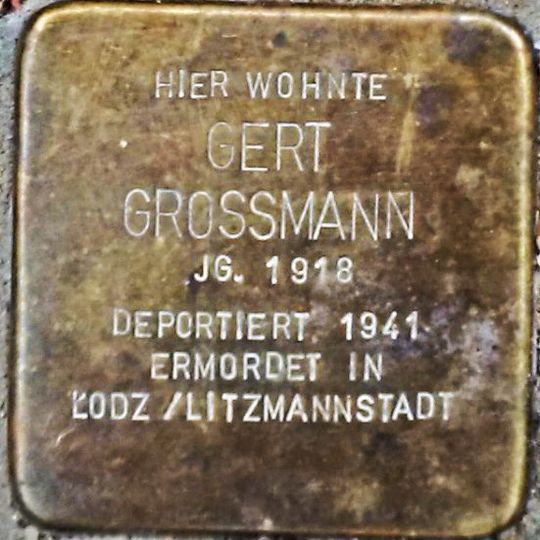 HIER WOHNTE
GERT
GROSSMANN
JG. 1918
DEPORTIERT 1941
ERMORDET IN
ŁODZ/LITZMANNSTADT